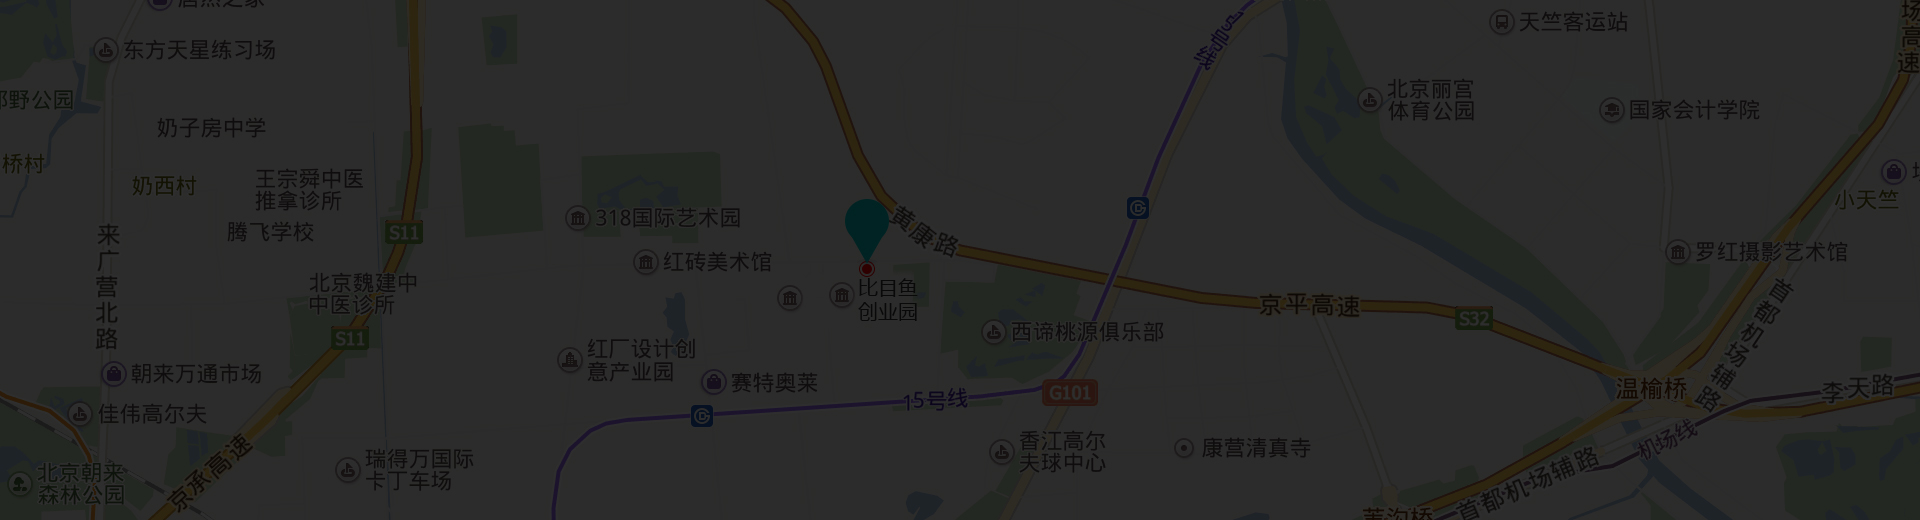 东方天星练习场
天竺客运站
北京丽宫
体育公园
国家会计学院
野公园
奶子房中学
桥村
奶西村
王宗舜中医
推拿诊所
腾飞学校
小天竺
318国际艺术园
黄康路
S11
来广营北路
红砖美术馆
罗红摄影艺术馆
北京魏建中
中医诊所
比目鱼
创业园
京平高速
S32
首都机场辅路
西谛桃源俱乐部
S11
红厂设计创
意产业园
朝来万通市场
赛特奥莱
G101
15号线
温榆桥
李天路
佳伟高尔夫
京承高速
香江高尔
夫球中心
康营清真寺
机场线
瑞得万国际
卡丁车场
北京朝来
森林公园
首都机场辅路